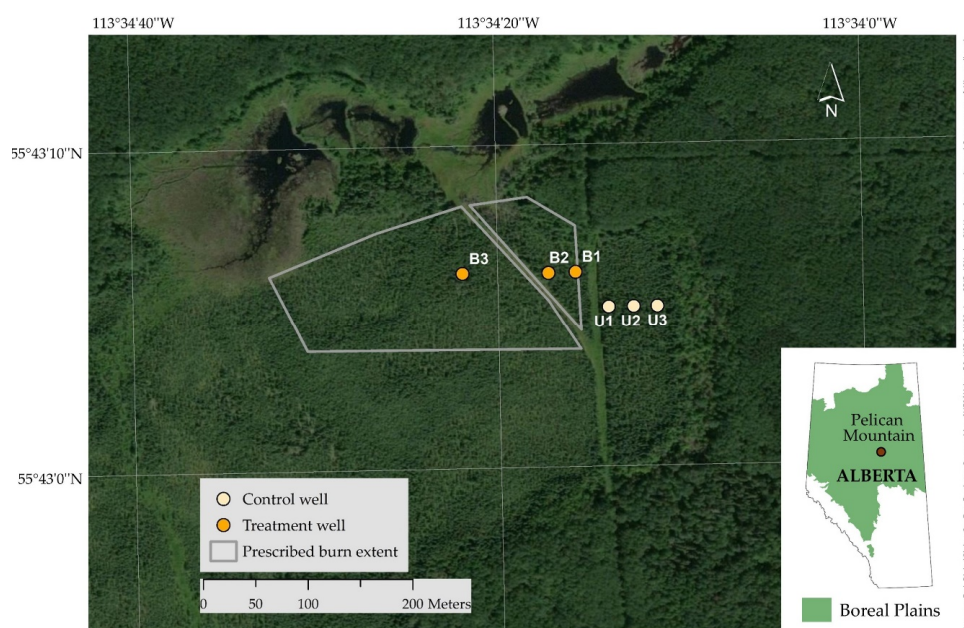 113°34'40''W
113°34'20''W
113°34'0''W
N
55°43'10''N
B3
B2
B1
U1
U2
U3
55°43'0''N
Control well
Treatment well
Prescribed burn extent
0
50
100
200 Meters
Pelican
Mountain
ALBERTA
Boreal Plains